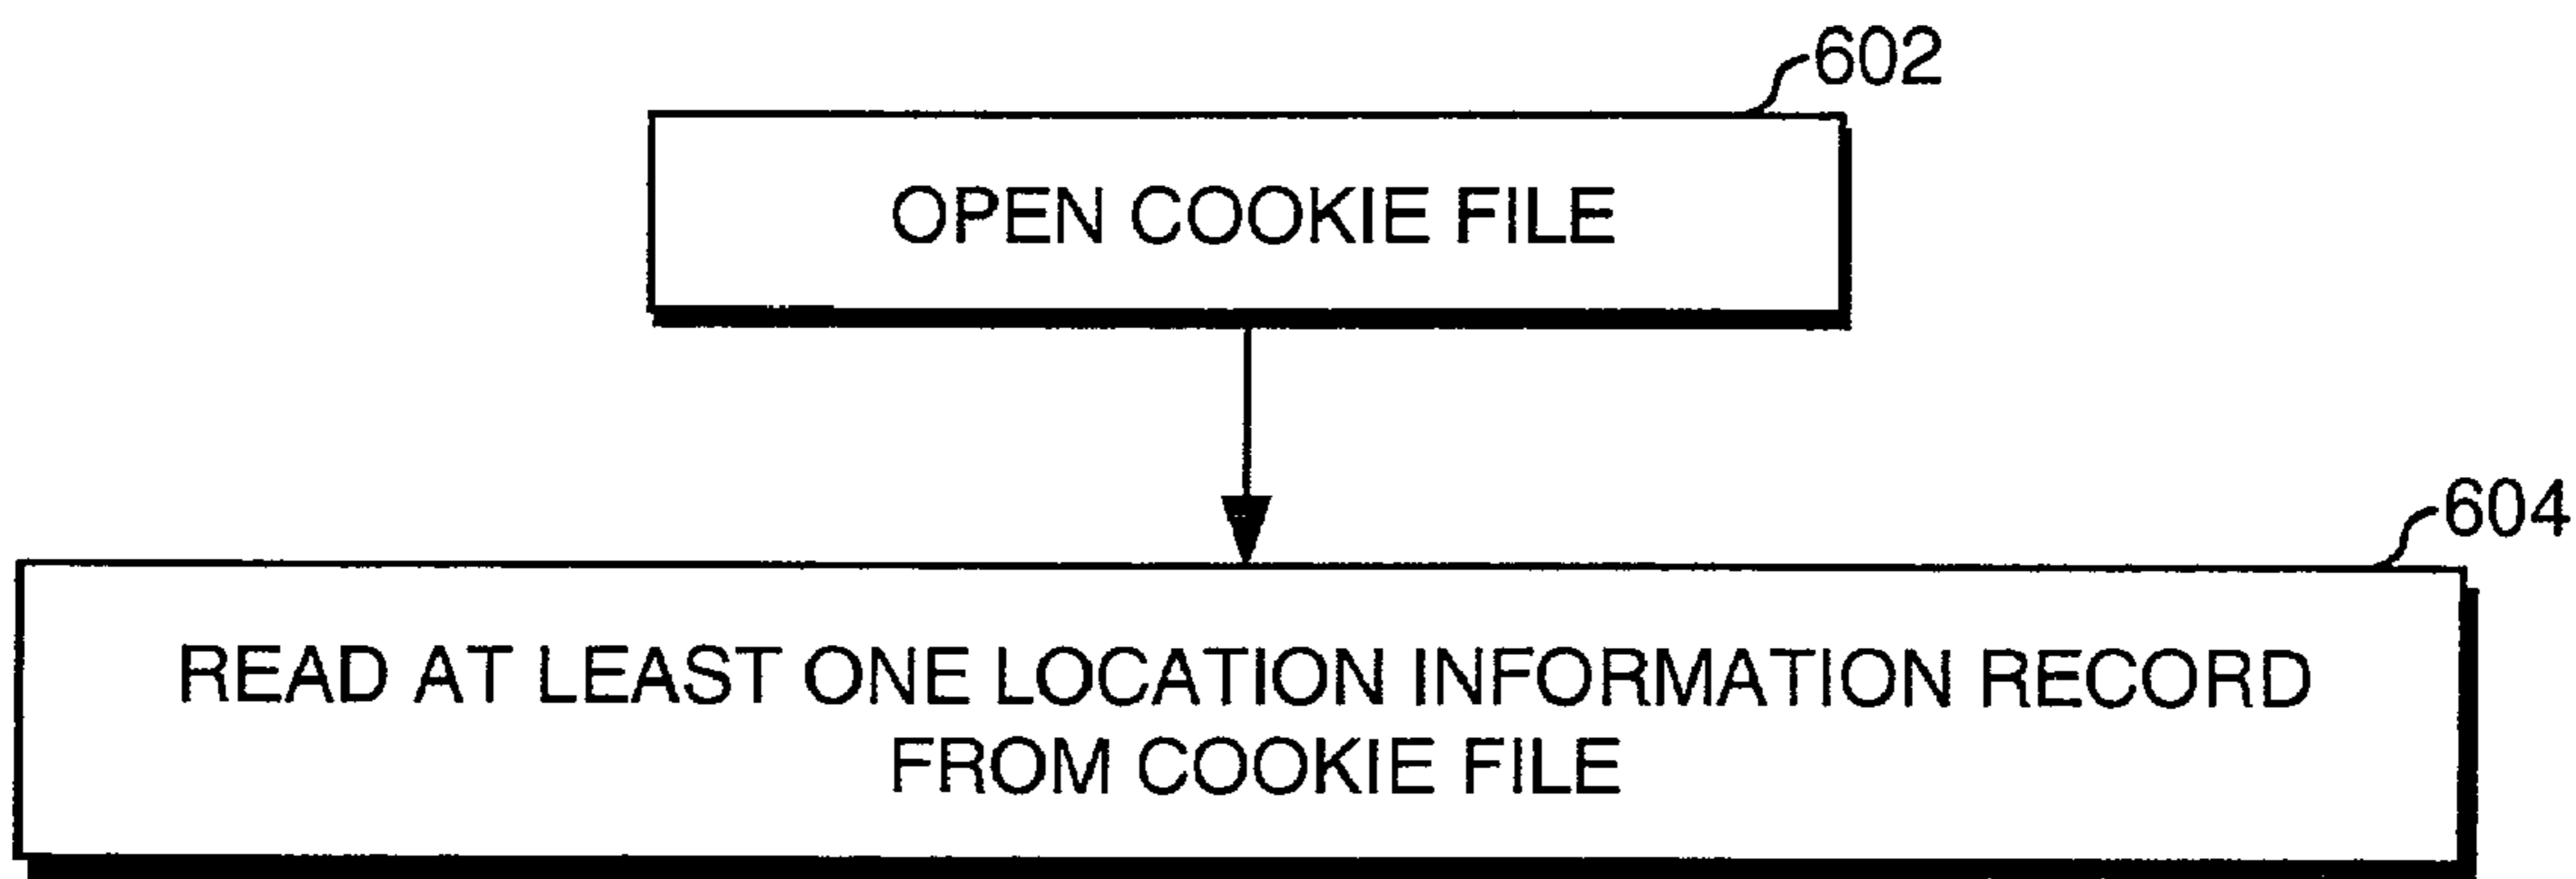 602
OPEN COOKIE FILE
604
READ AT LEAST ONE LOCATION INFORMATION RECORD
FROM COOKIE FILE